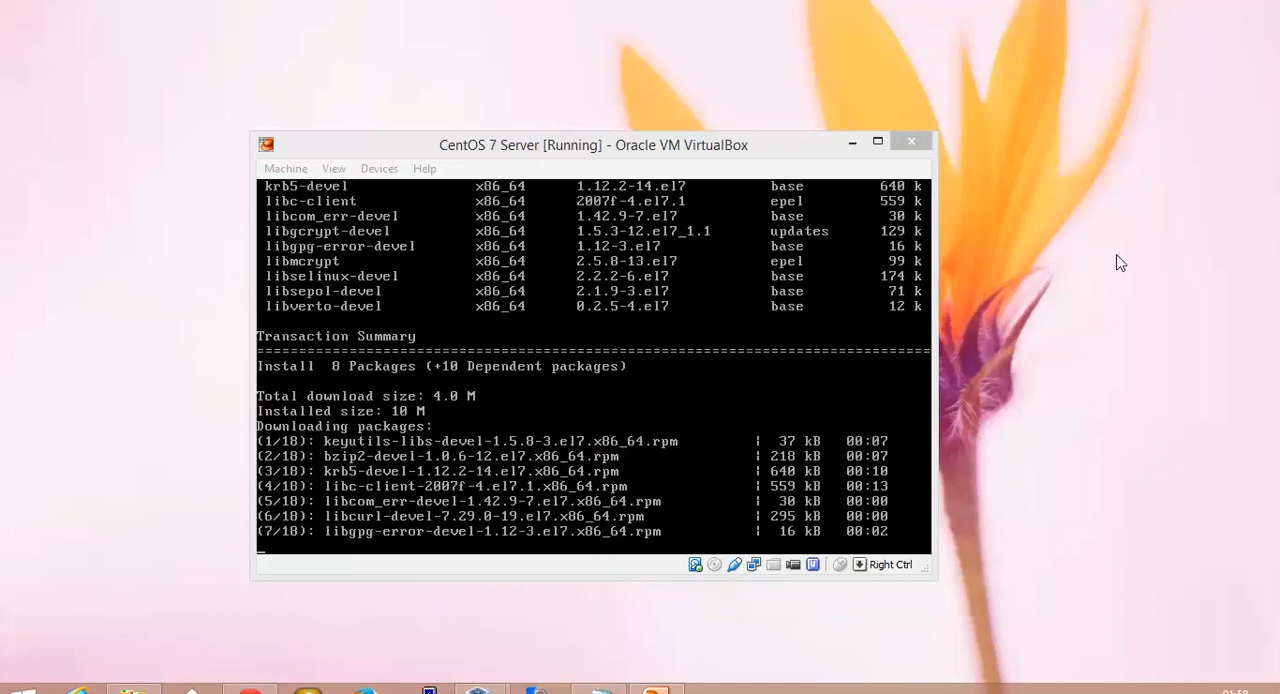 CentOS 7 Server [Running] - Oracle VM VirtualBox
Machine View Devices Help
krb5-devel x86_64 1.12.2-14.el7 base 640 k
libc-client x86_64 2007f-4.el7.1 epel 559 k
libcom_err-devel x86_64 1.42.9-7.el7 base 30 k
libgcrypt-devel x86_64 1.5.3-12.el7_1.1 updates 129 k
libgpg-error-devel x86_64 1.12-3.el7 base 16 k
libmcrypt x86_64 2.5.8-13.el7 epel 99 k
libselinux-devel x86_64 2.2.2-6.el7 base 174 k
libsepol-devel x86_64 2.1.9-3.el7 base 71 k
libverto-devel x86_64 0.2.5-4.el7 base 12 k
Transaction Summary
================================================================================
Install 8 Packages (+10 Dependent packages)
Total download size: 4.0 M
Installed size: 10 M
Downloading packages:
(1/18): keyutils-libs-devel-1.5.8-3.el7.x86_64.rpm | 37 kB 00:07
(2/18): bzip2-devel-1.0.6-12.el7.x86_64.rpm | 218 kB 00:07
(3/18): krb5-devel-1.12.2-14.el7.x86_64.rpm | 640 kB 00:10
(4/18): libc-client-2007f-4.el7.1.x86_64.rpm | 559 kB 00:13
(5/18): libcom_err-devel-1.42.9-7.el7.x86_64.rpm | 30 kB 00:00
(6/18): libcurl-devel-7.29.0-19.el7.x86_64.rpm | 295 kB 00:00
(7/18): libgpg-error-devel-1.12-3.el7.x86_64.rpm | 16 kB 00:02
Right Ctrl